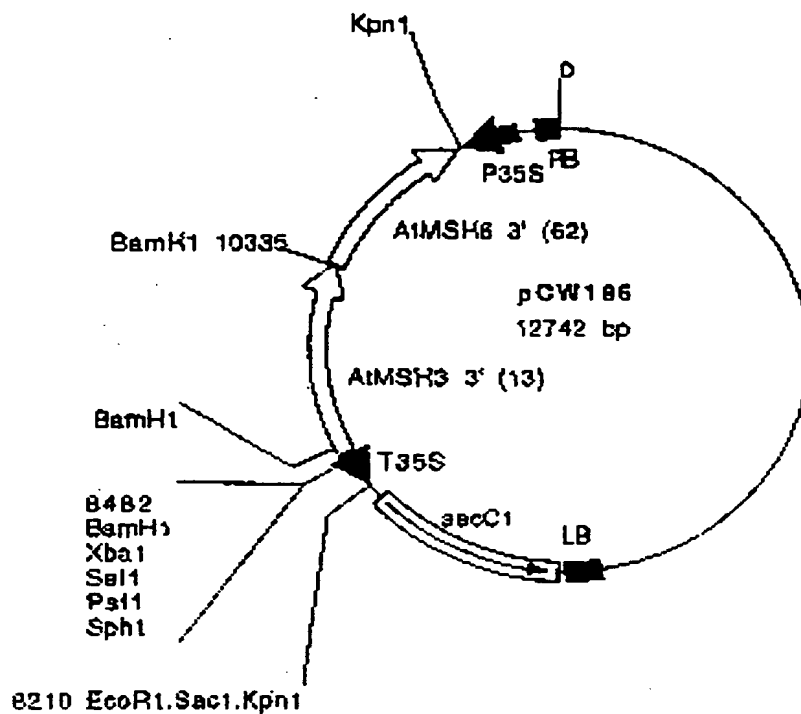 Kpn1
D
P35S
RB
BamH1 10335
AtMSH6 3' (62)
pCW186
12742 bp
AtMSH3 3' (13)
BamH1
T35S
8482
BamH1
Xba1
Sal1
Pst1
Sph1
aacC1
LB
8210 EcoR1.Sac1.Kpn1